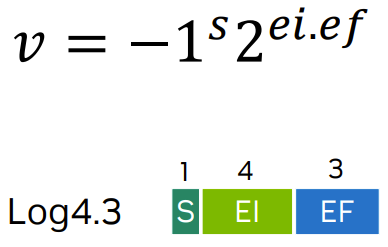 v = −1^s 2^{ei.ef}
1 4 3
Log4.3 S EI EF